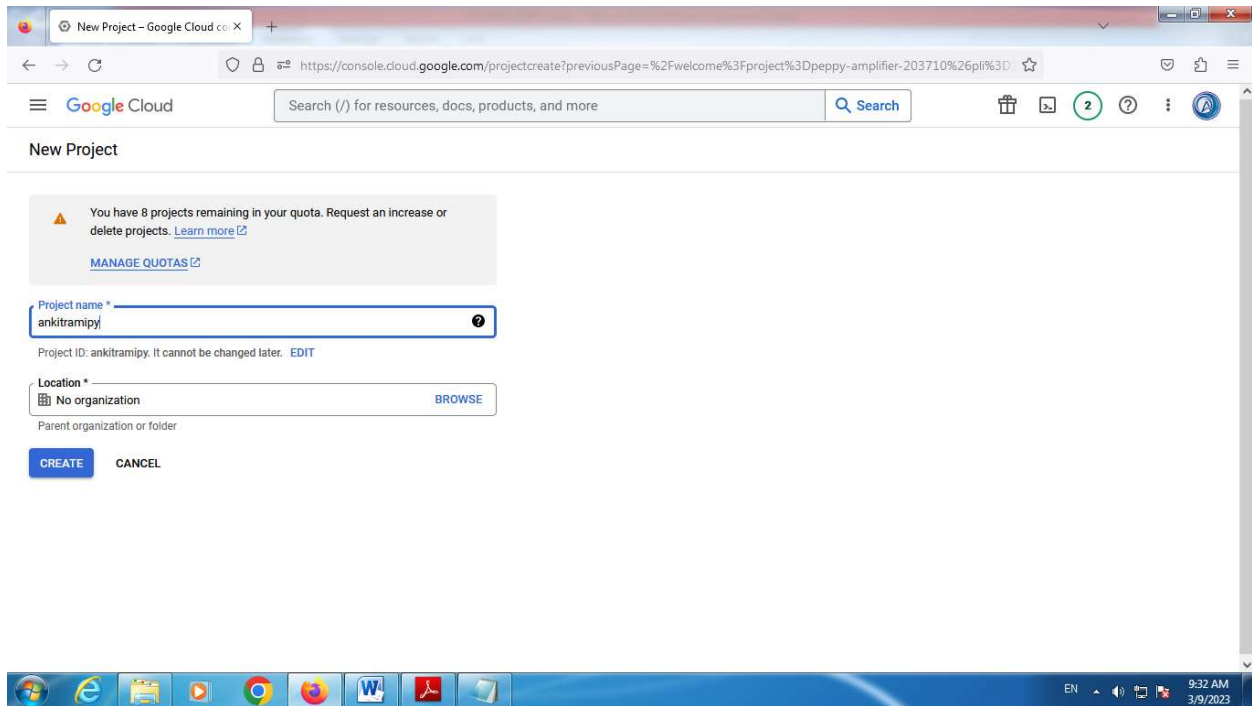 New Project – Google Cloud co
https://console.cloud.google.com/projectcreate?previousPage=%2Fwelcome%3Fproject%3Dpeppy-amplifier-203710%26pli%3D
Google Cloud
Search (/) for resources, docs, products, and more
Search
2
New Project
You have 8 projects remaining in your quota. Request an increase or
delete projects. Learn more
MANAGE QUOTAS
Project name *
ankitramipy
Project ID: ankitramipy. It cannot be changed later. EDIT
Location *
No organization BROWSE
Parent organization or folder
CREATE CANCEL
EN 9:32 AM
3/9/2023